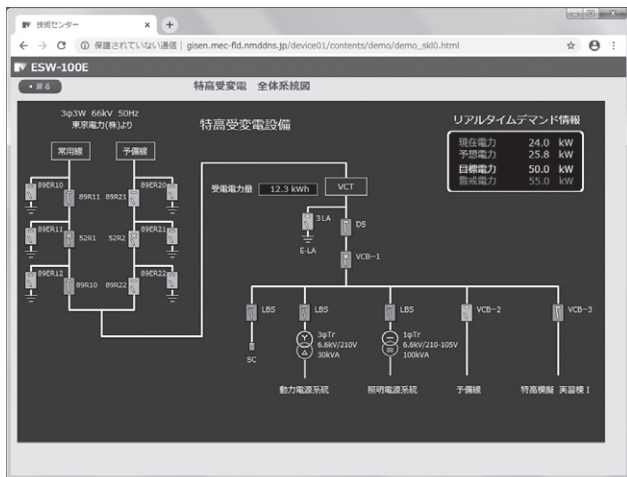 技術センター
保護されていない通信 | gisen.mec-fld.nmddns.jp/device01/contents/demo/demo_skl0.html
ESW-100E
戻る
特高受変電 全体系統図
3φ3W 66kV 50Hz
東京電力(株)より
特高受変電設備
リアルタイムデマンド情報
現在電力 24.0 kW
予想電力 25.8 kW
目標電力 50.0 kW
警戒電力 55.0 kW
常用線
予備線
受電電力量 12.3 kWh
VCT
89ER10
89R11
89R21
89ER20
3.LA
DS
E-LA
89ER11
52R1
52R2
89ER21
VCB-1
89ER12
89R10
89R22
89ER22
LBS
LBS
LBS
VCB-2
VCB-3
SC
3φTr
6.6kV/210V
30kVA
1φTr
6.6kV/210-105V
100kVA
動力電源系統
照明電源系統
予備線
特高模擬 実習棟 I